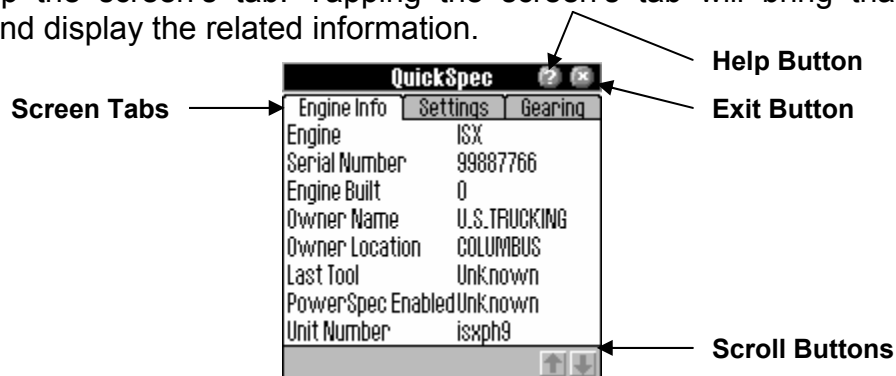 p the screen's tab. Tapping the screen's tab will bring tha
nd display the related information.
Help Button
QuickSpec ? ×
Screen Tabs
Exit Button
Engine Info Settings Gearing
Engine ISX
Serial Number 99887766
Engine Built 0
Owner Name U.S.TRUCKING
Owner Location COLUMBUS
Last Tool UnKnown
PowerSpec Enabled UnKnown
Unit Number isxph9
Scroll Buttons